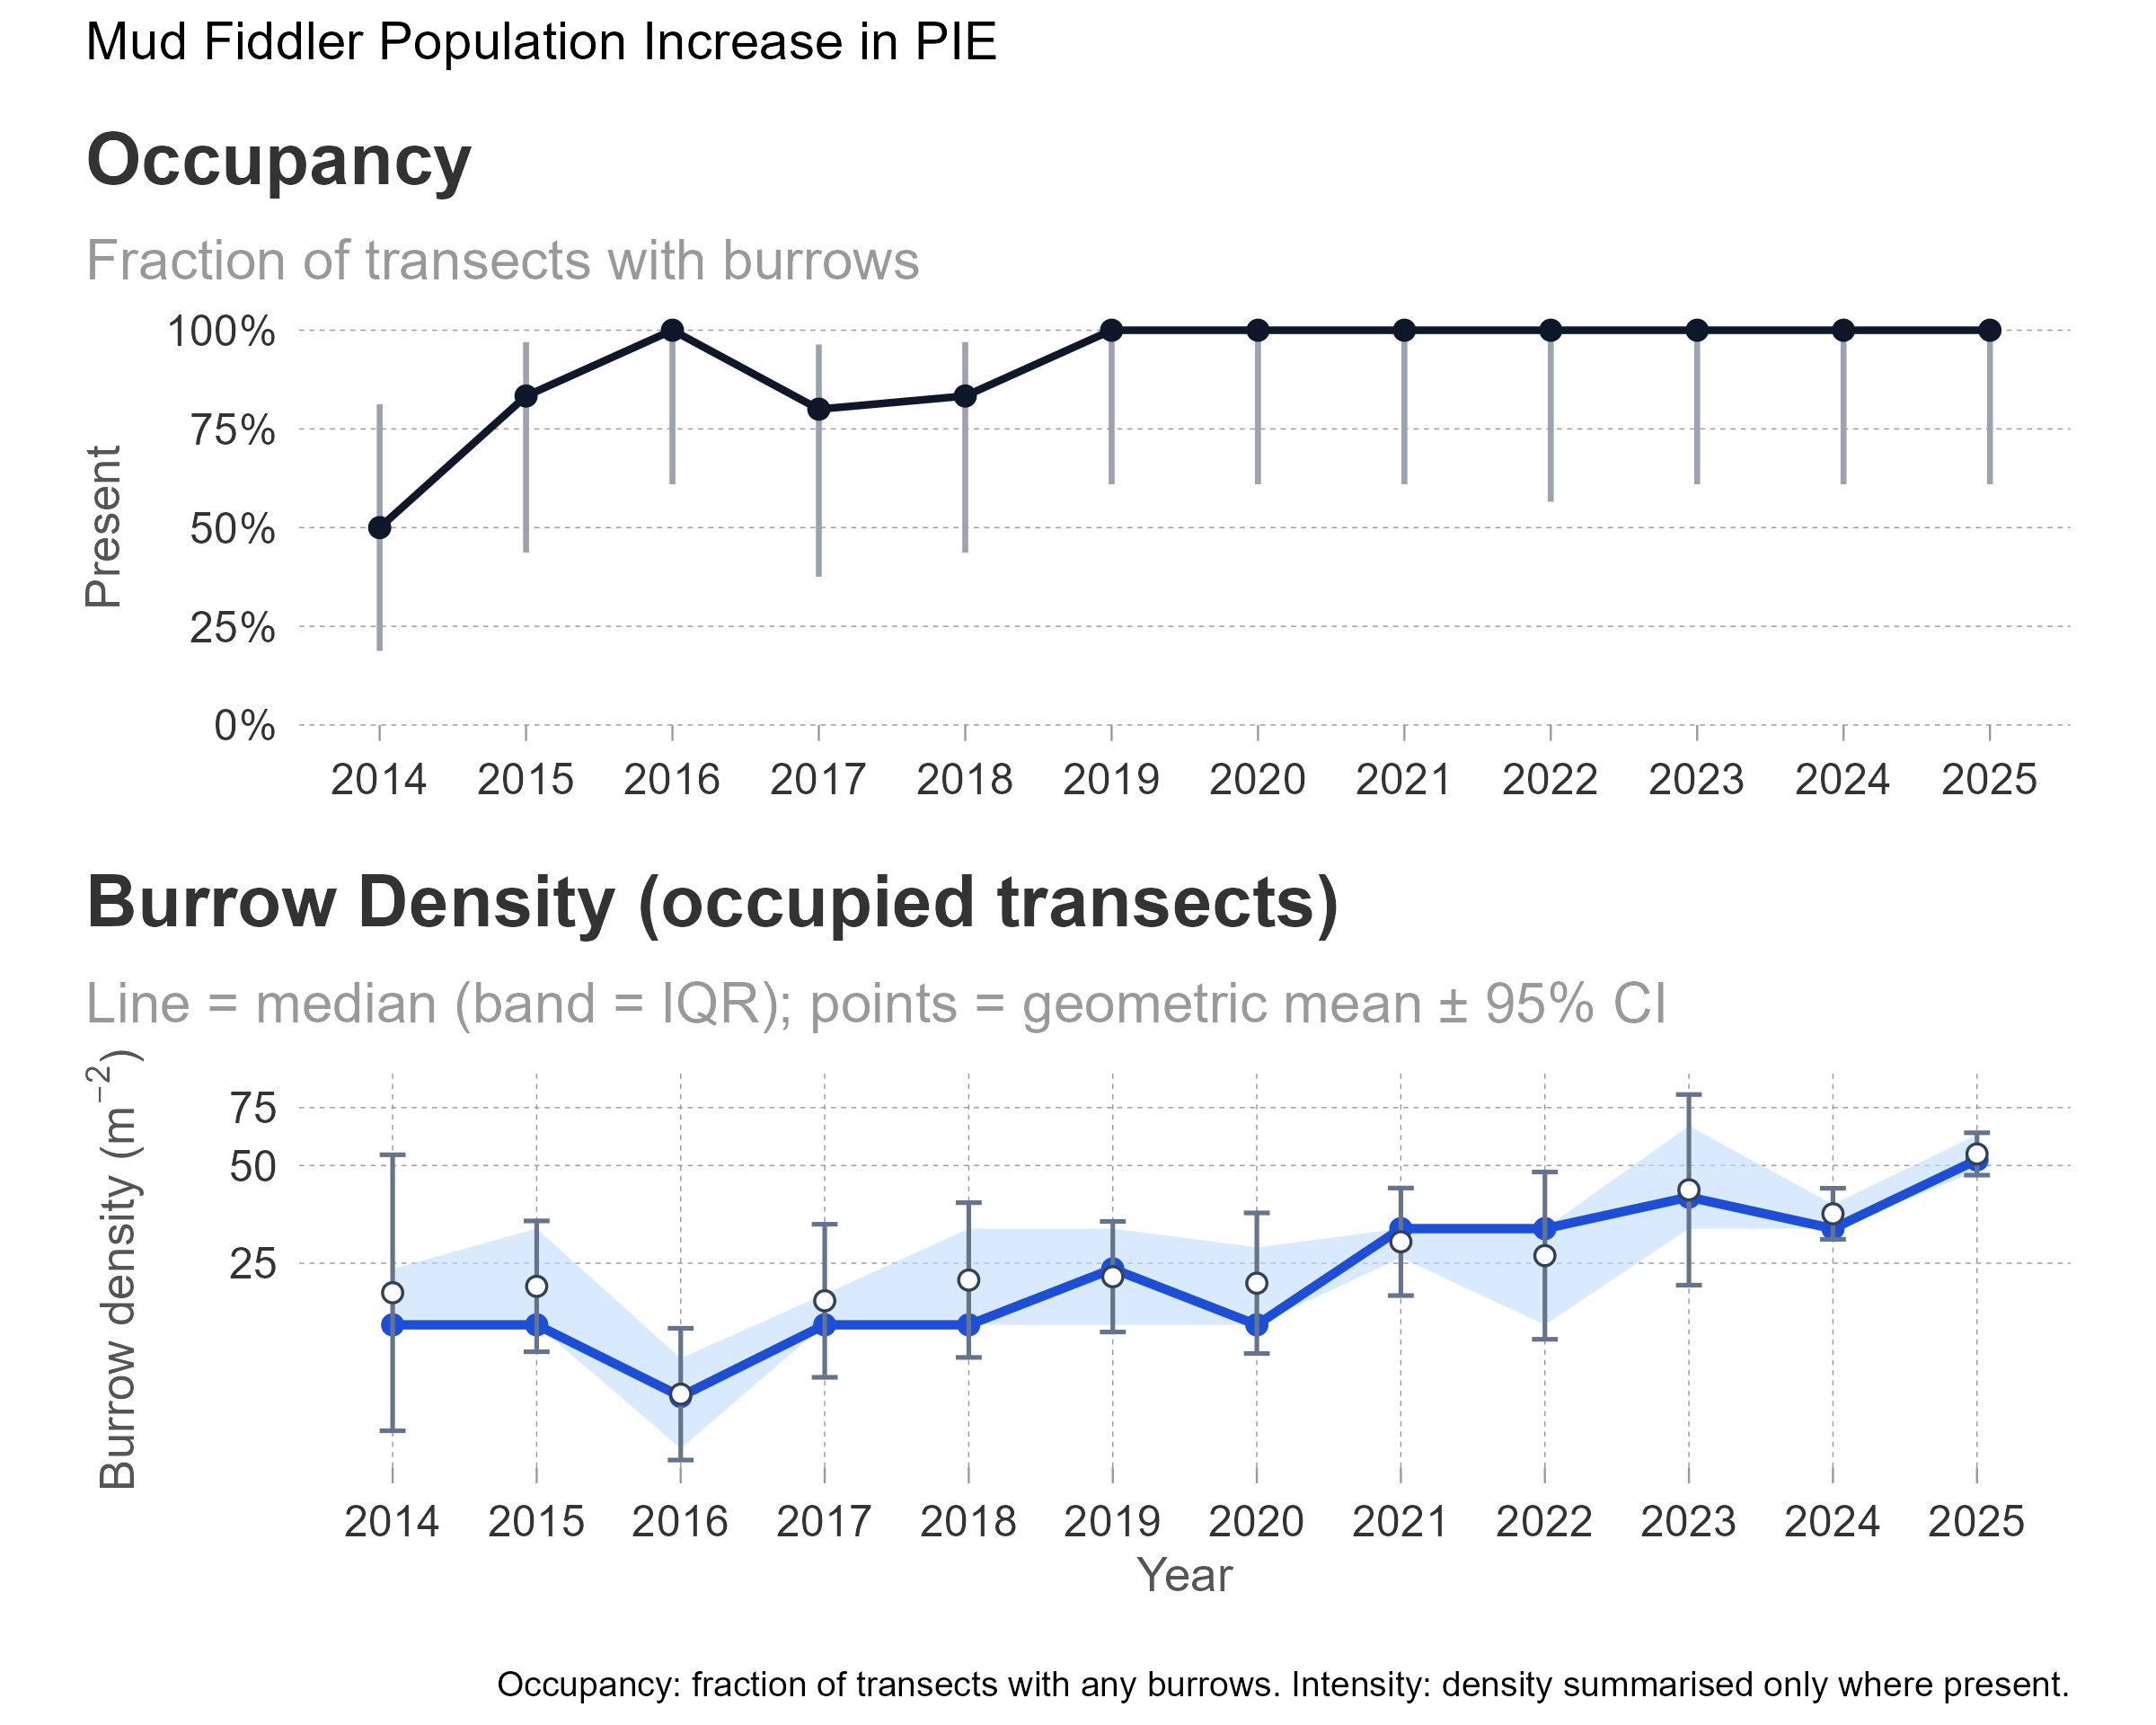 Mud Fiddler Population Increase in PIE
Occupancy
Fraction of transects with burrows
Present
100%
75%
50%
25%
0%
2014 2015 2016 2017 2018 2019 2020 2021 2022 2023 2024 2025
Burrow Density (occupied transects)
Line = median (band = IQR); points = geometric mean ± 95% CI
Burrow density (m⁻²)
75
50
25
2014 2015 2016 2017 2018 2019 2020 2021 2022 2023 2024 2025
Year
Occupancy: fraction of transects with any burrows. Intensity: density summarised only where present.